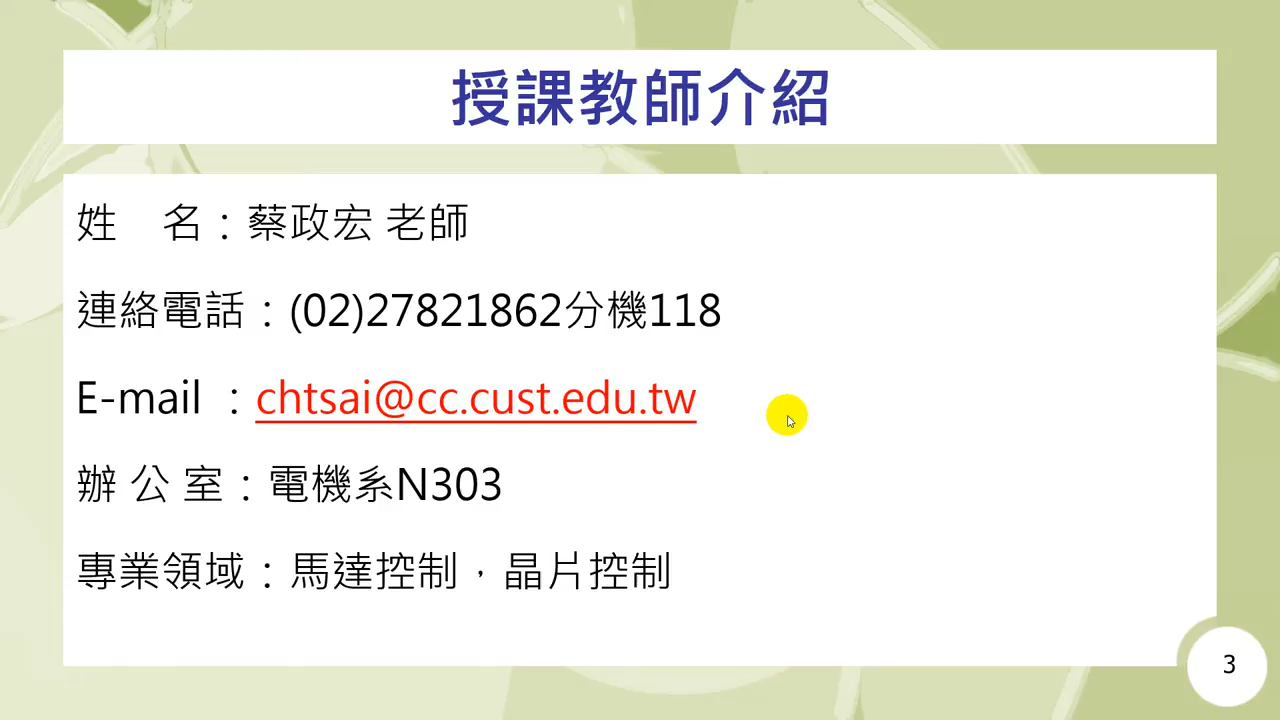 授課教師介紹
姓　名：蔡政宏 老師
連絡電話：(02)27821862分機118
E-mail ：chtsai@cc.cust.edu.tw
辦 公 室：電機系N303
專業領域：馬達控制，晶片控制
3